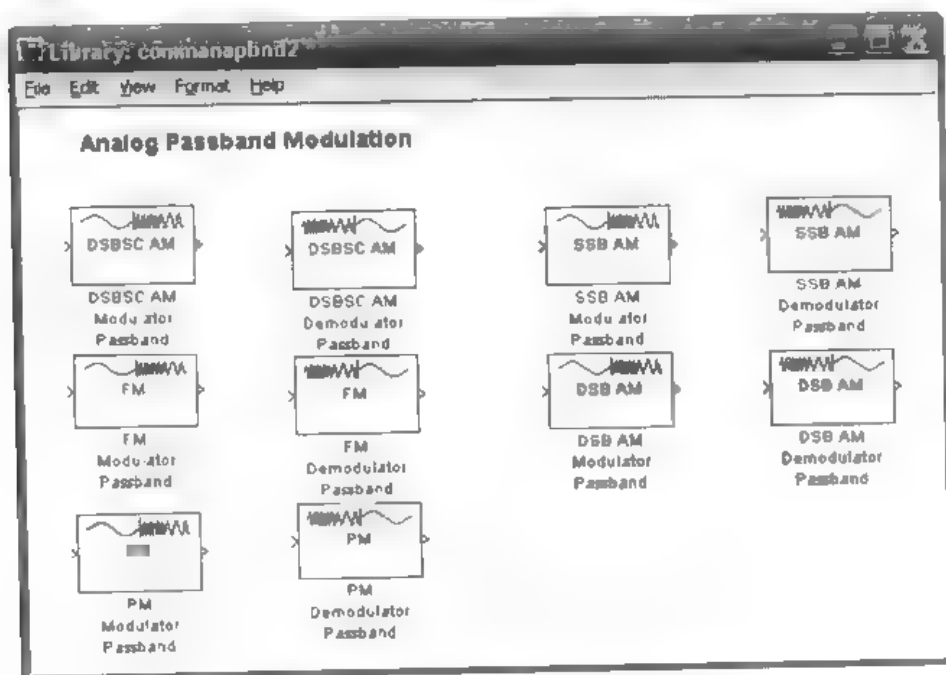 Library: commanapbnd2
File Edit View Format Help
Analog Passband Modulation
DSBSC AM
DSBSC AM
Modulator
Passband
DSBSC AM
DSBSC AM
Demodulator
Passband
SSB AM
SSB AM
Modulator
Passband
SSB AM
SSB AM
Demodulator
Passband
FM
FM
Modulator
Passband
FM
FM
Demodulator
Passband
DSB AM
DSB AM
Modulator
Passband
DSB AM
DSB AM
Demodulator
Passband
PM
Modulator
Passband
PM
PM
Demodulator
Passband